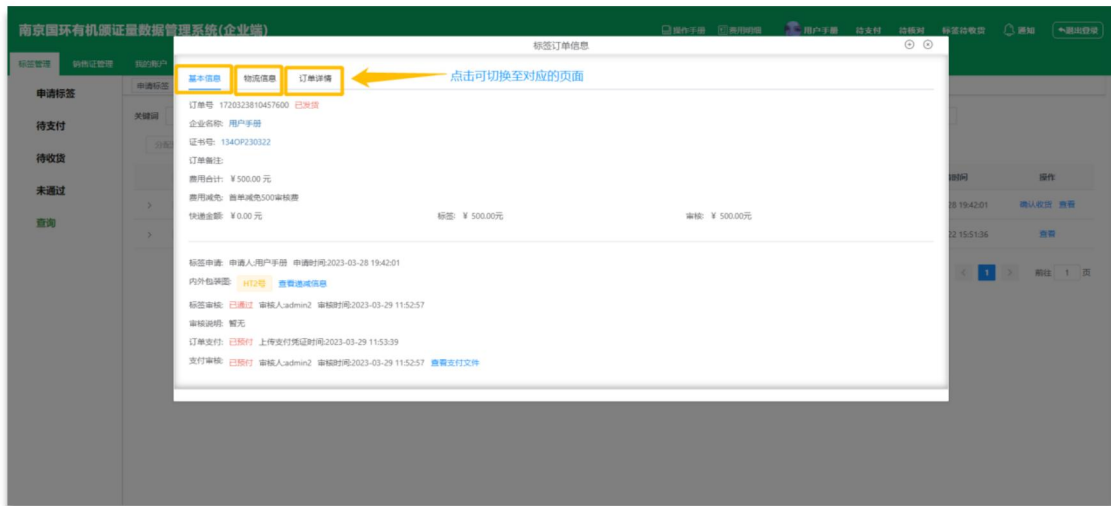 南京国环有机颁证量数据管理系统(企业端)
操作手册 费用明细 用户手册 待支付 待核对 标签待收货 通知 退出登录
标签订单信息
标签管理 销售证管理 我的账户
申请标签
基本信息 物流信息 订单详情 点击可切换至对应的页面
申请标签
订单号 1720323810457600 已发货
关键词
企业名称: 用户手册
待支付
证书号: 134OP230322
待收货
订单备注:
费用合计: ￥500.00 元
操作
未通过
费用减免: 首单减免500审核费
28 19:42:01 确认收货 查看
快递金额: ￥0.00 元 标签: ￥ 500.00元 审核: ￥ 500.00元
查询
22 15:51:36 查看
标签申请: 申请人:用户手册 申请时间:2023-03-28 19:42:01
1 前往 1 页
内外包装图: HT2号 查看递减信息
标签审核: 已通过 审核人:admin2 审核时间:2023-03-29 11:52:57
审核说明: 暂无
订单支付: 已预付 上传支付凭证时间:2023-03-29 11:53:39
支付审核: 已预付 审核人:admin2 审核时间:2023-03-29 11:52:57 查看支付文件